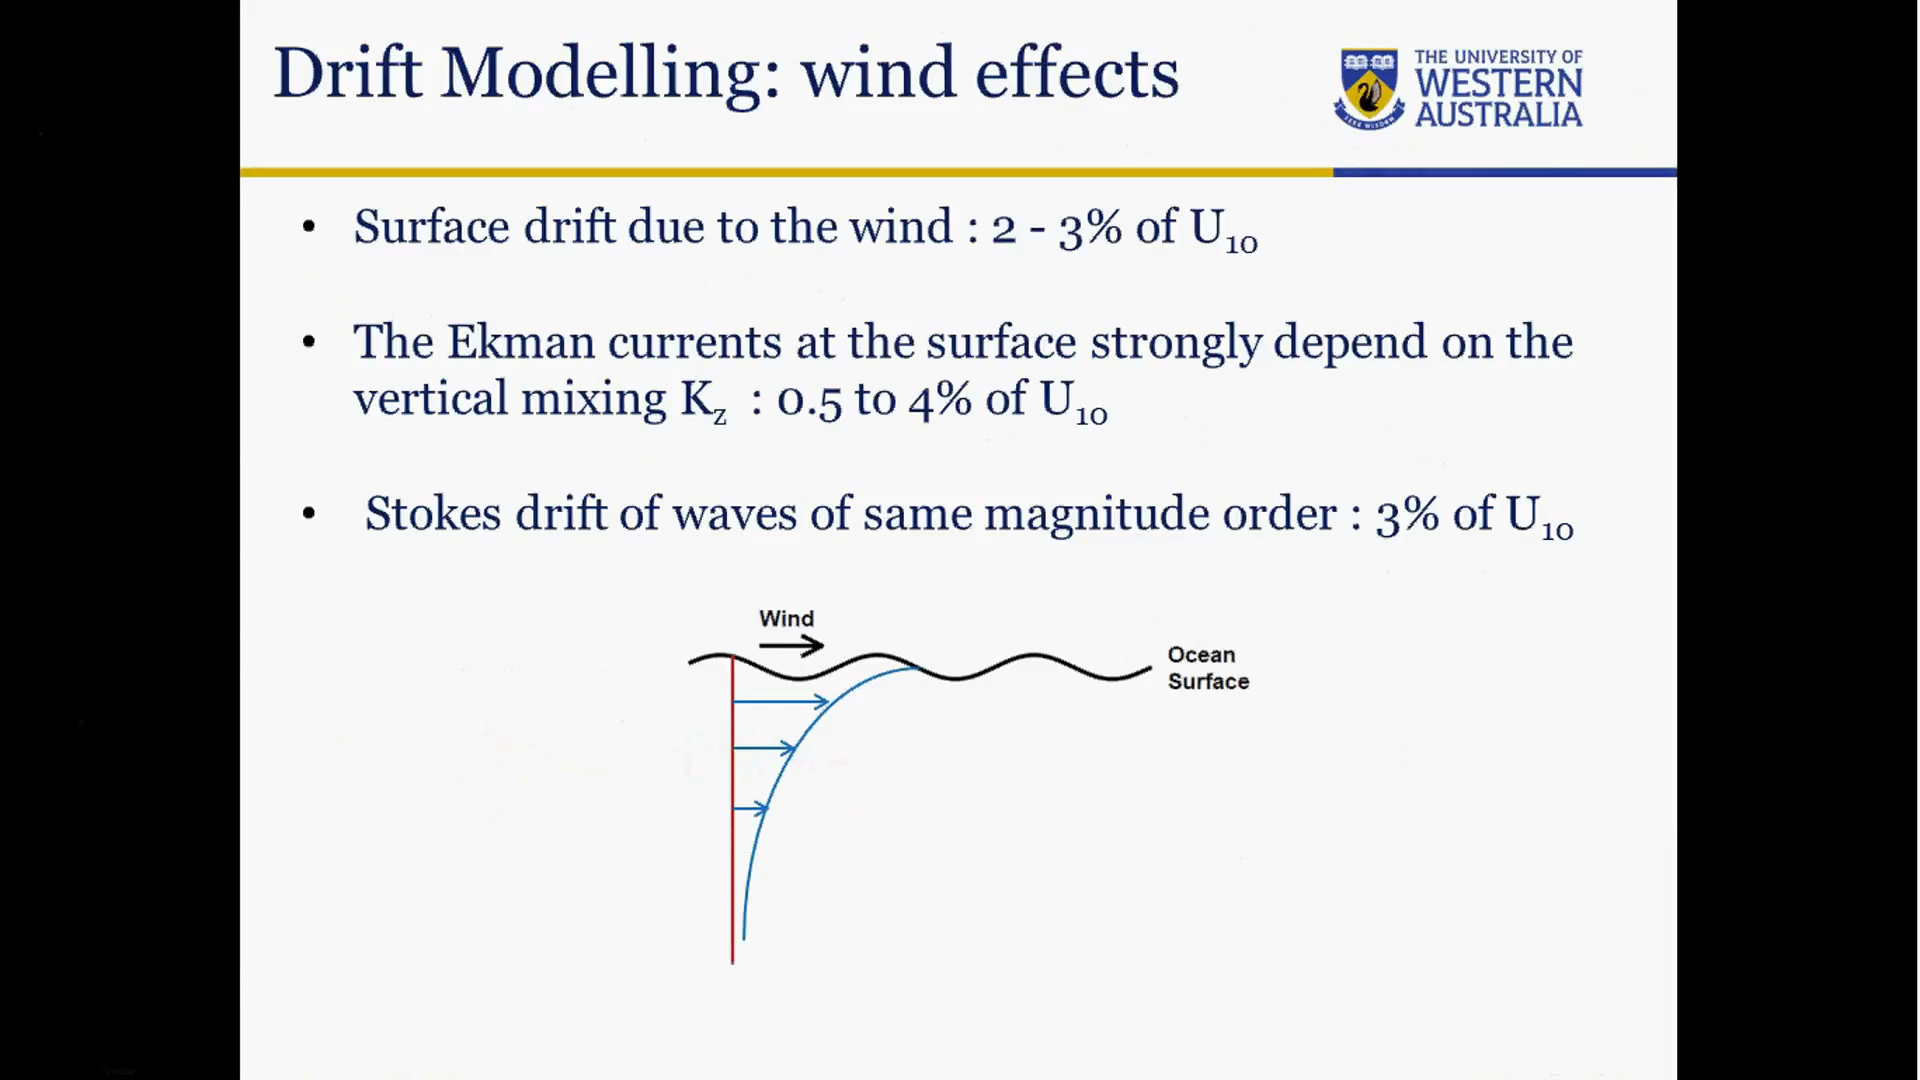 Drift Modelling: wind effects
THE UNIVERSITY OF
WESTERN
AUSTRALIA
SEEK WISDOM
• Surface drift due to the wind : 2 - 3% of U10
• The Ekman currents at the surface strongly depend on the
vertical mixing Kz : 0.5 to 4% of U10
• Stokes drift of waves of same magnitude order : 3% of U10
Wind
Ocean
Surface